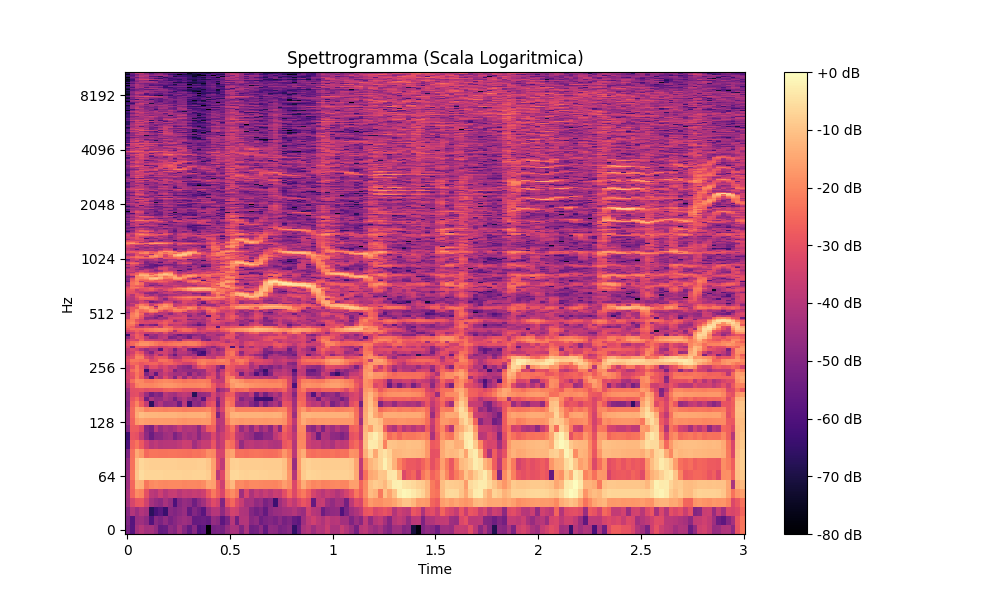 Spettrogramma (Scala Logaritmica)
8192
4096
2048
1024
512
256
128
64
0
Hz
0
0.5
1
1.5
2
2.5
3
Time
+0 dB
-10 dB
-20 dB
-30 dB
-40 dB
-50 dB
-60 dB
-70 dB
-80 dB